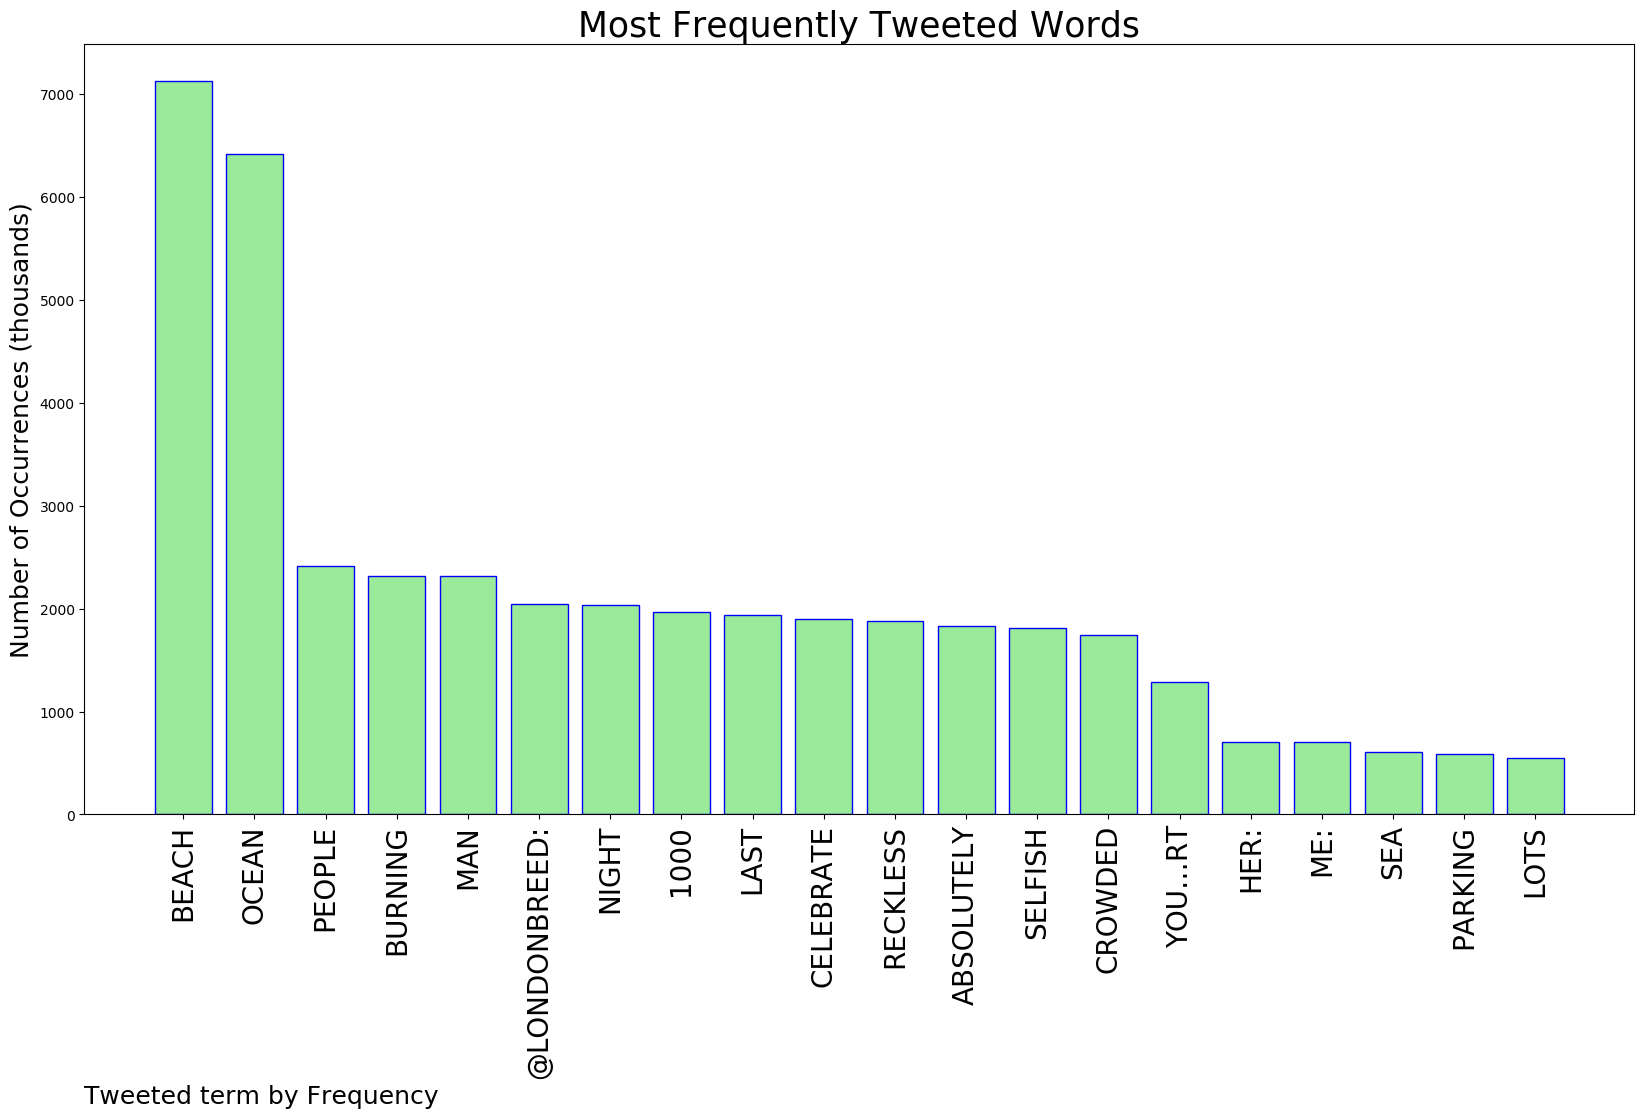 Most Frequently Tweeted Words
Number of Occurrences (thousands)
7000
6000
5000
4000
3000
2000
1000
0
BEACH
OCEAN
PEOPLE
BURNING
MAN
@LONDONBREED:
NIGHT
1000
LAST
CELEBRATE
RECKLESS
ABSOLUTELY
SELFISH
CROWDED
YOU...RT
HER:
ME:
SEA
PARKING
LOTS
Tweeted term by Frequency